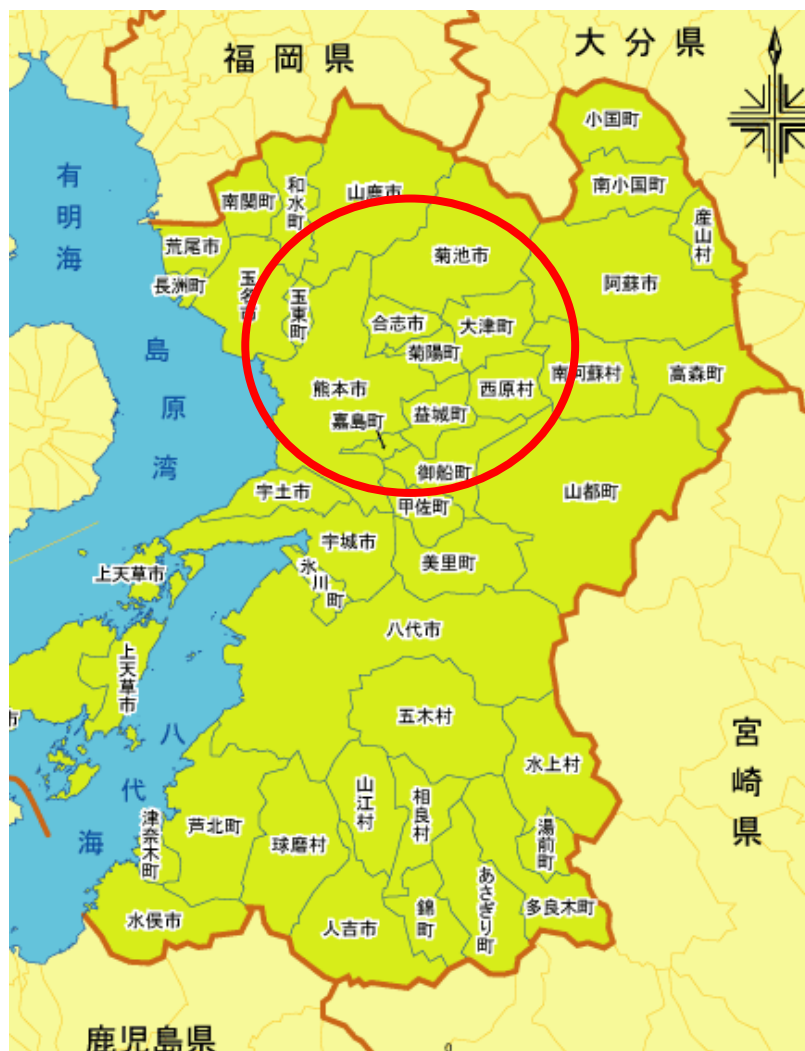 福岡県
大分県
小国町
南小国町
産山村
有明海
南関町
和水町
山鹿市
荒尾市
菊池市
阿蘇市
長洲町
玉名市
玉東町
合志市
大津町
菊陽町
島原湾
熊本市
西原村
南阿蘇村
高森町
嘉島町
益城町
御船町
山都町
宇土市
甲佐町
宇城市
美里町
上天草市
氷川町
八代市
上天草市
市
五木村
宮崎県
水上村
八代海
山江村
相良村
津奈木町
芦北町
球磨村
湯前町
あさぎり町
多良木町
水俣市
人吉市
錦町
鹿児島県